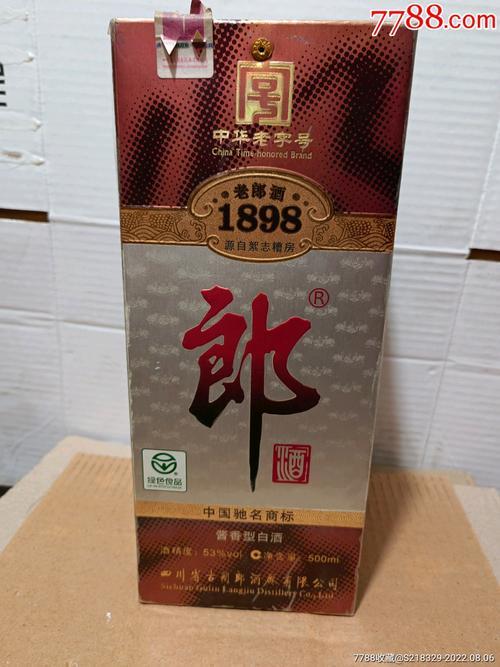 7788.com
号
中华老字号
China Time-honored Brand
老郎酒
1898
源自絮志糟房
郎®
酒
绿色食品
中国驰名商标
酱香型白酒
酒精度:53%vol 净含量:500ml
四川省古蔺郎酒厂有限公司
Sichuan Gulin Langjiu Distillery Co.,Ltd.
7788收藏@S218329-2022.08.06